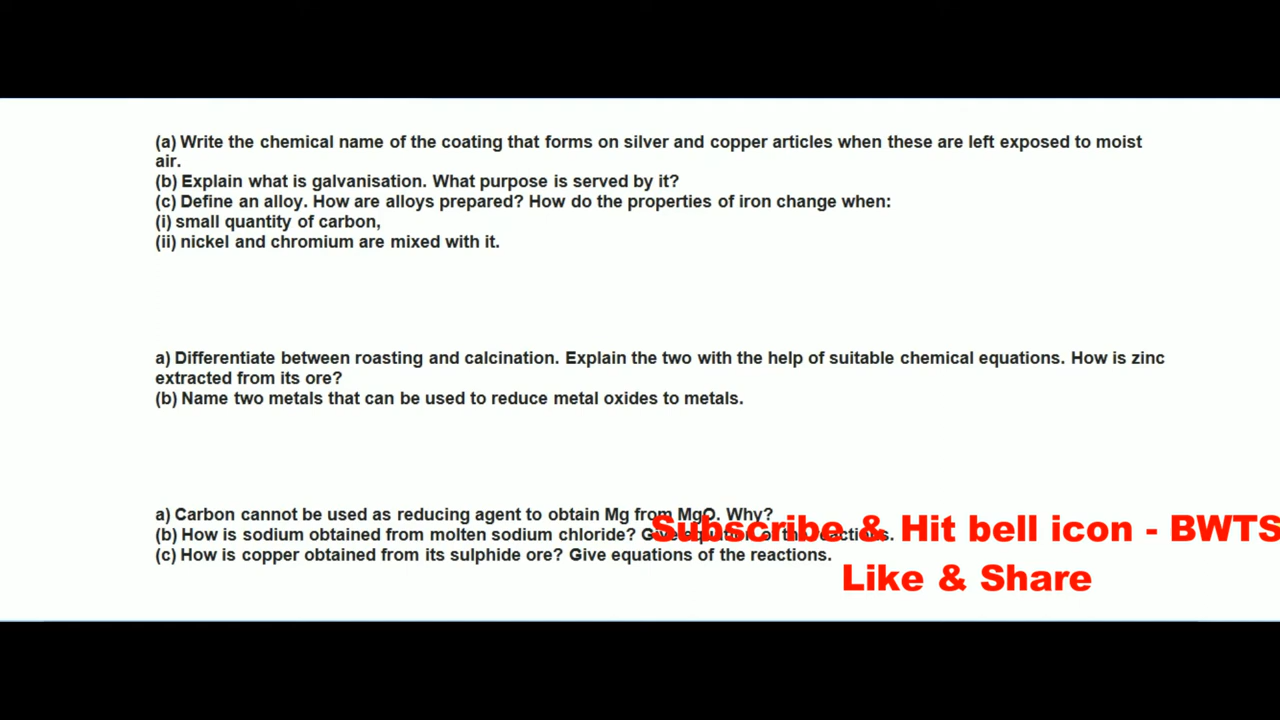 (a) Write the chemical name of the coating that forms on silver and copper articles when these are left exposed to moist
air.
(b) Explain what is galvanisation. What purpose is served by it?
(c) Define an alloy. How are alloys prepared? How do the properties of iron change when:
(i) small quantity of carbon,
(ii) nickel and chromium are mixed with it.
a) Differentiate between roasting and calcination. Explain the two with the help of suitable chemical equations. How is zinc
extracted from its ore?
(b) Name two metals that can be used to reduce metal oxides to metals.
a) Carbon cannot be used as reducing agent to obtain Mg from MgO. Why?
(b) How is sodium obtained from molten sodium chloride? Give equation of the reactions.
(c) How is copper obtained from its sulphide ore? Give equations of the reactions.
Subscribe & Hit bell icon - BWTS
Like & Share